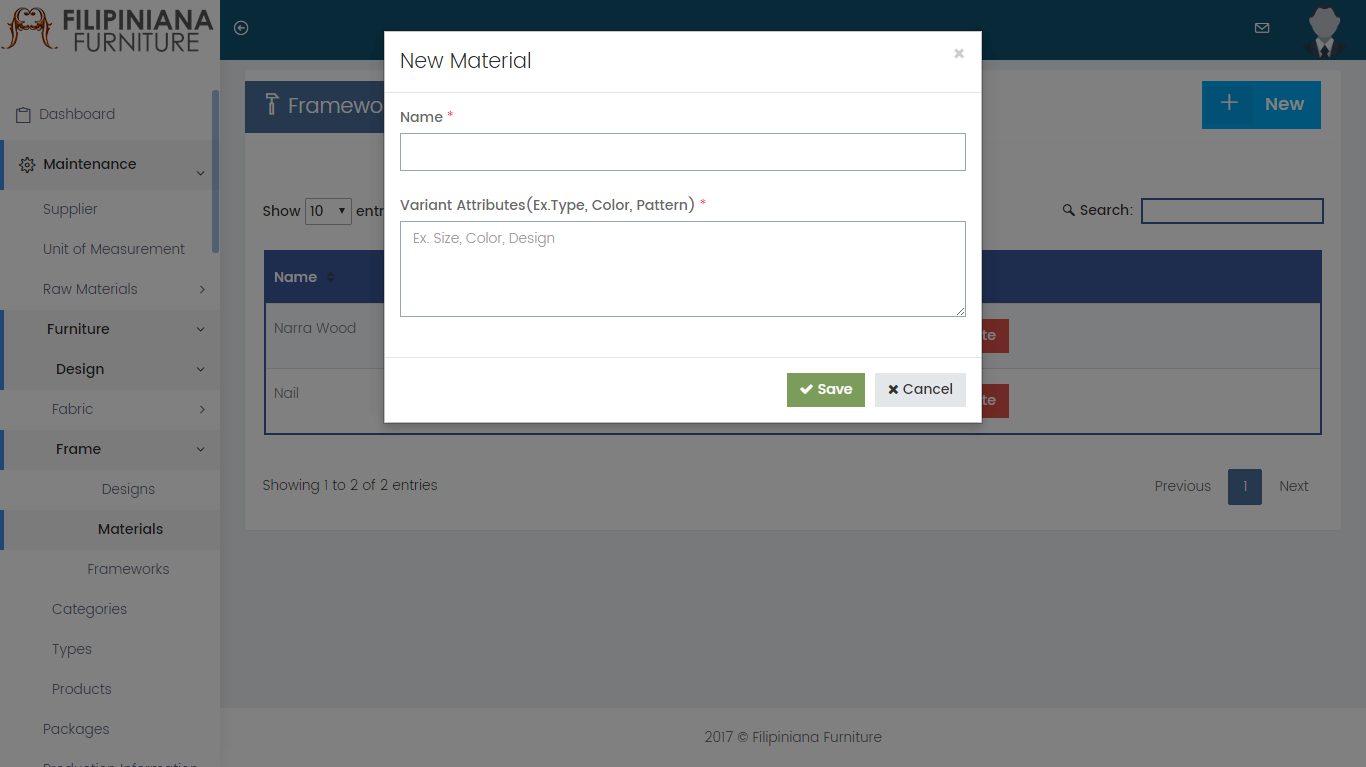 FILIPINIANA
FURNITURE
Dashboard
Maintenance
Supplier
Unit of Measurement
Raw Materials
Furniture
Design
Fabric
Frame
Designs
Materials
Frameworks
Categories
Types
Products
Packages
Production Information
New Material
×
Name *
Variant Attributes(Ex.Type, Color, Pattern) *
Ex. Size, Color, Design
Save
Cancel
Framewo
New
Show 10 entr
Search:
Name
Narra Wood
te
Nail
te
Showing 1 to 2 of 2 entries
Previous 1 Next
2017 © Filipiniana Furniture